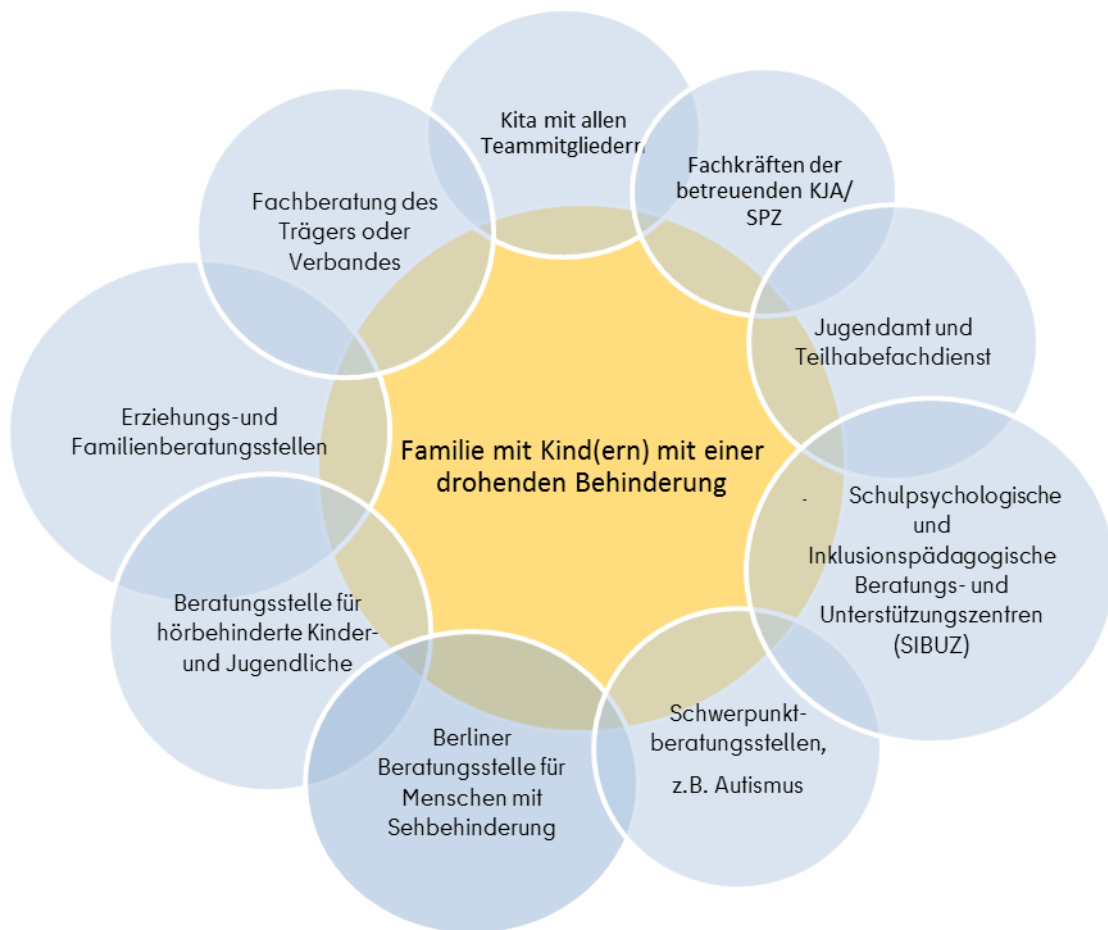 Kita mit allen
Teammitgliedern
Fachkräften der
betreuenden KJA/
SPZ
Jugendamt und
Teilhabefachdienst
- Schulpsychologische
und
Inklusionspädagogische
Beratungs- und
Unterstützungszentren
(SIBUZ)
Schwerpunkt-
beratungsstellen,
z.B. Autismus
Berliner
Beratungsstelle für
Menschen mit
Sehbehinderung
Beratungsstelle für
hörbehinderte Kinder-
und Jugendliche
Erziehungs-und
Familienberatungsstellen
Fachberatung des
Trägers oder
Verbandes
Familie mit Kind(ern) mit einer
drohenden Behinderung